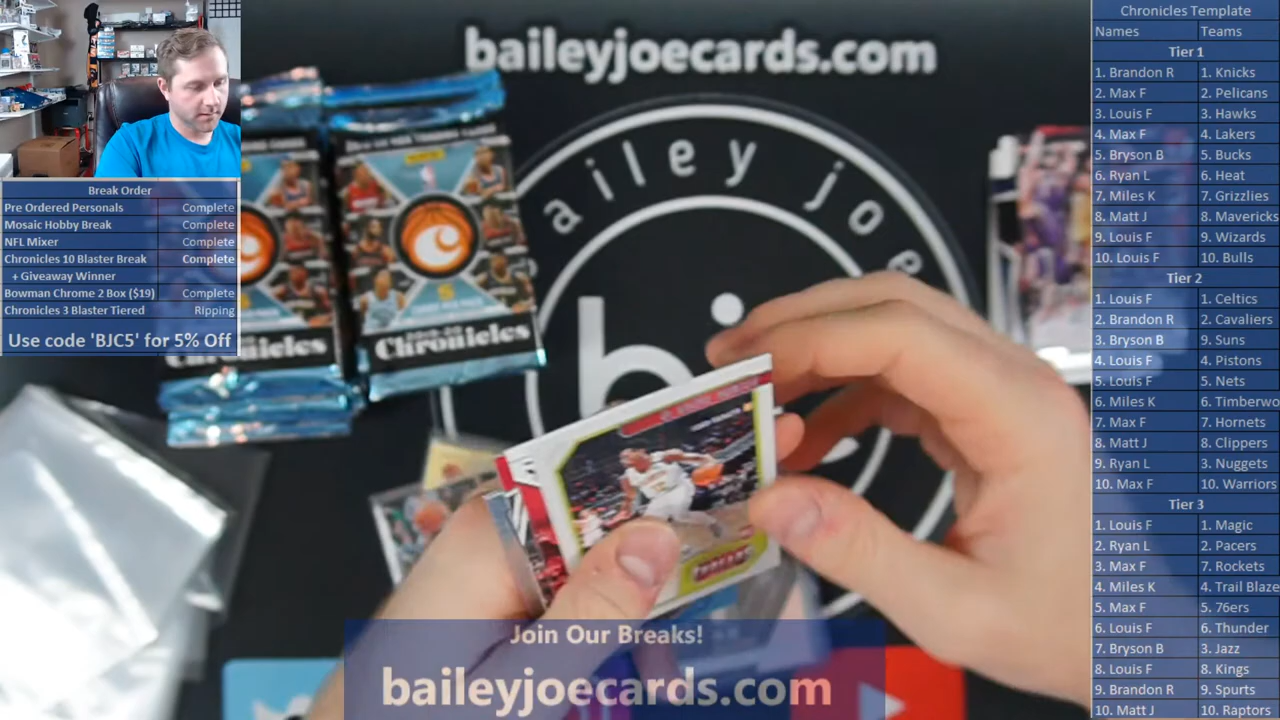 baileyjoecards.com
bailey joe
bj
Break Order
Pre Ordered Personals Complete
Mosaic Hobby Break Complete
NFL Mixer Complete
Chronicles 10 Blaster Break Complete
+ Giveaway Winner
Bowman Chrome 2 Box ($19) Complete
Chronicles 3 Blaster Tiered Ripping
Use code 'BJC5' for 5% Off
Chronicles
Join Our Breaks!
baileyjoecards.com
Chronicles Template
Names Teams
Tier 1
1. Brandon R 1. Knicks
2. Max F 2. Pelicans
3. Louis F 3. Hawks
4. Max F 4. Lakers
5. Bryson B 5. Bucks
6. Ryan L 6. Heat
7. Miles K 7. Grizzlies
8. Matt J 8. Mavericks
9. Louis F 9. Wizards
10. Louis F 10. Bulls
Tier 2
1. Louis F 1. Celtics
2. Brandon R 2. Cavaliers
3. Bryson B 9. Suns
4. Louis F 4. Pistons
5. Louis F 5. Nets
6. Miles K 6. Timberwo
7. Max F 7. Hornets
8. Matt J 8. Clippers
9. Ryan L 3. Nuggets
10. Max F 10. Warriors
Tier 3
1. Louis F 1. Magic
2. Ryan L 2. Pacers
3. Max F 7. Rockets
4. Miles K 4. Trail Blaze
5. Max F 5. 76ers
6. Louis F 6. Thunder
7. Bryson B 3. Jazz
8. Louis F 8. Kings
9. Brandon R 9. Spurts
10. Matt J 10. Raptors